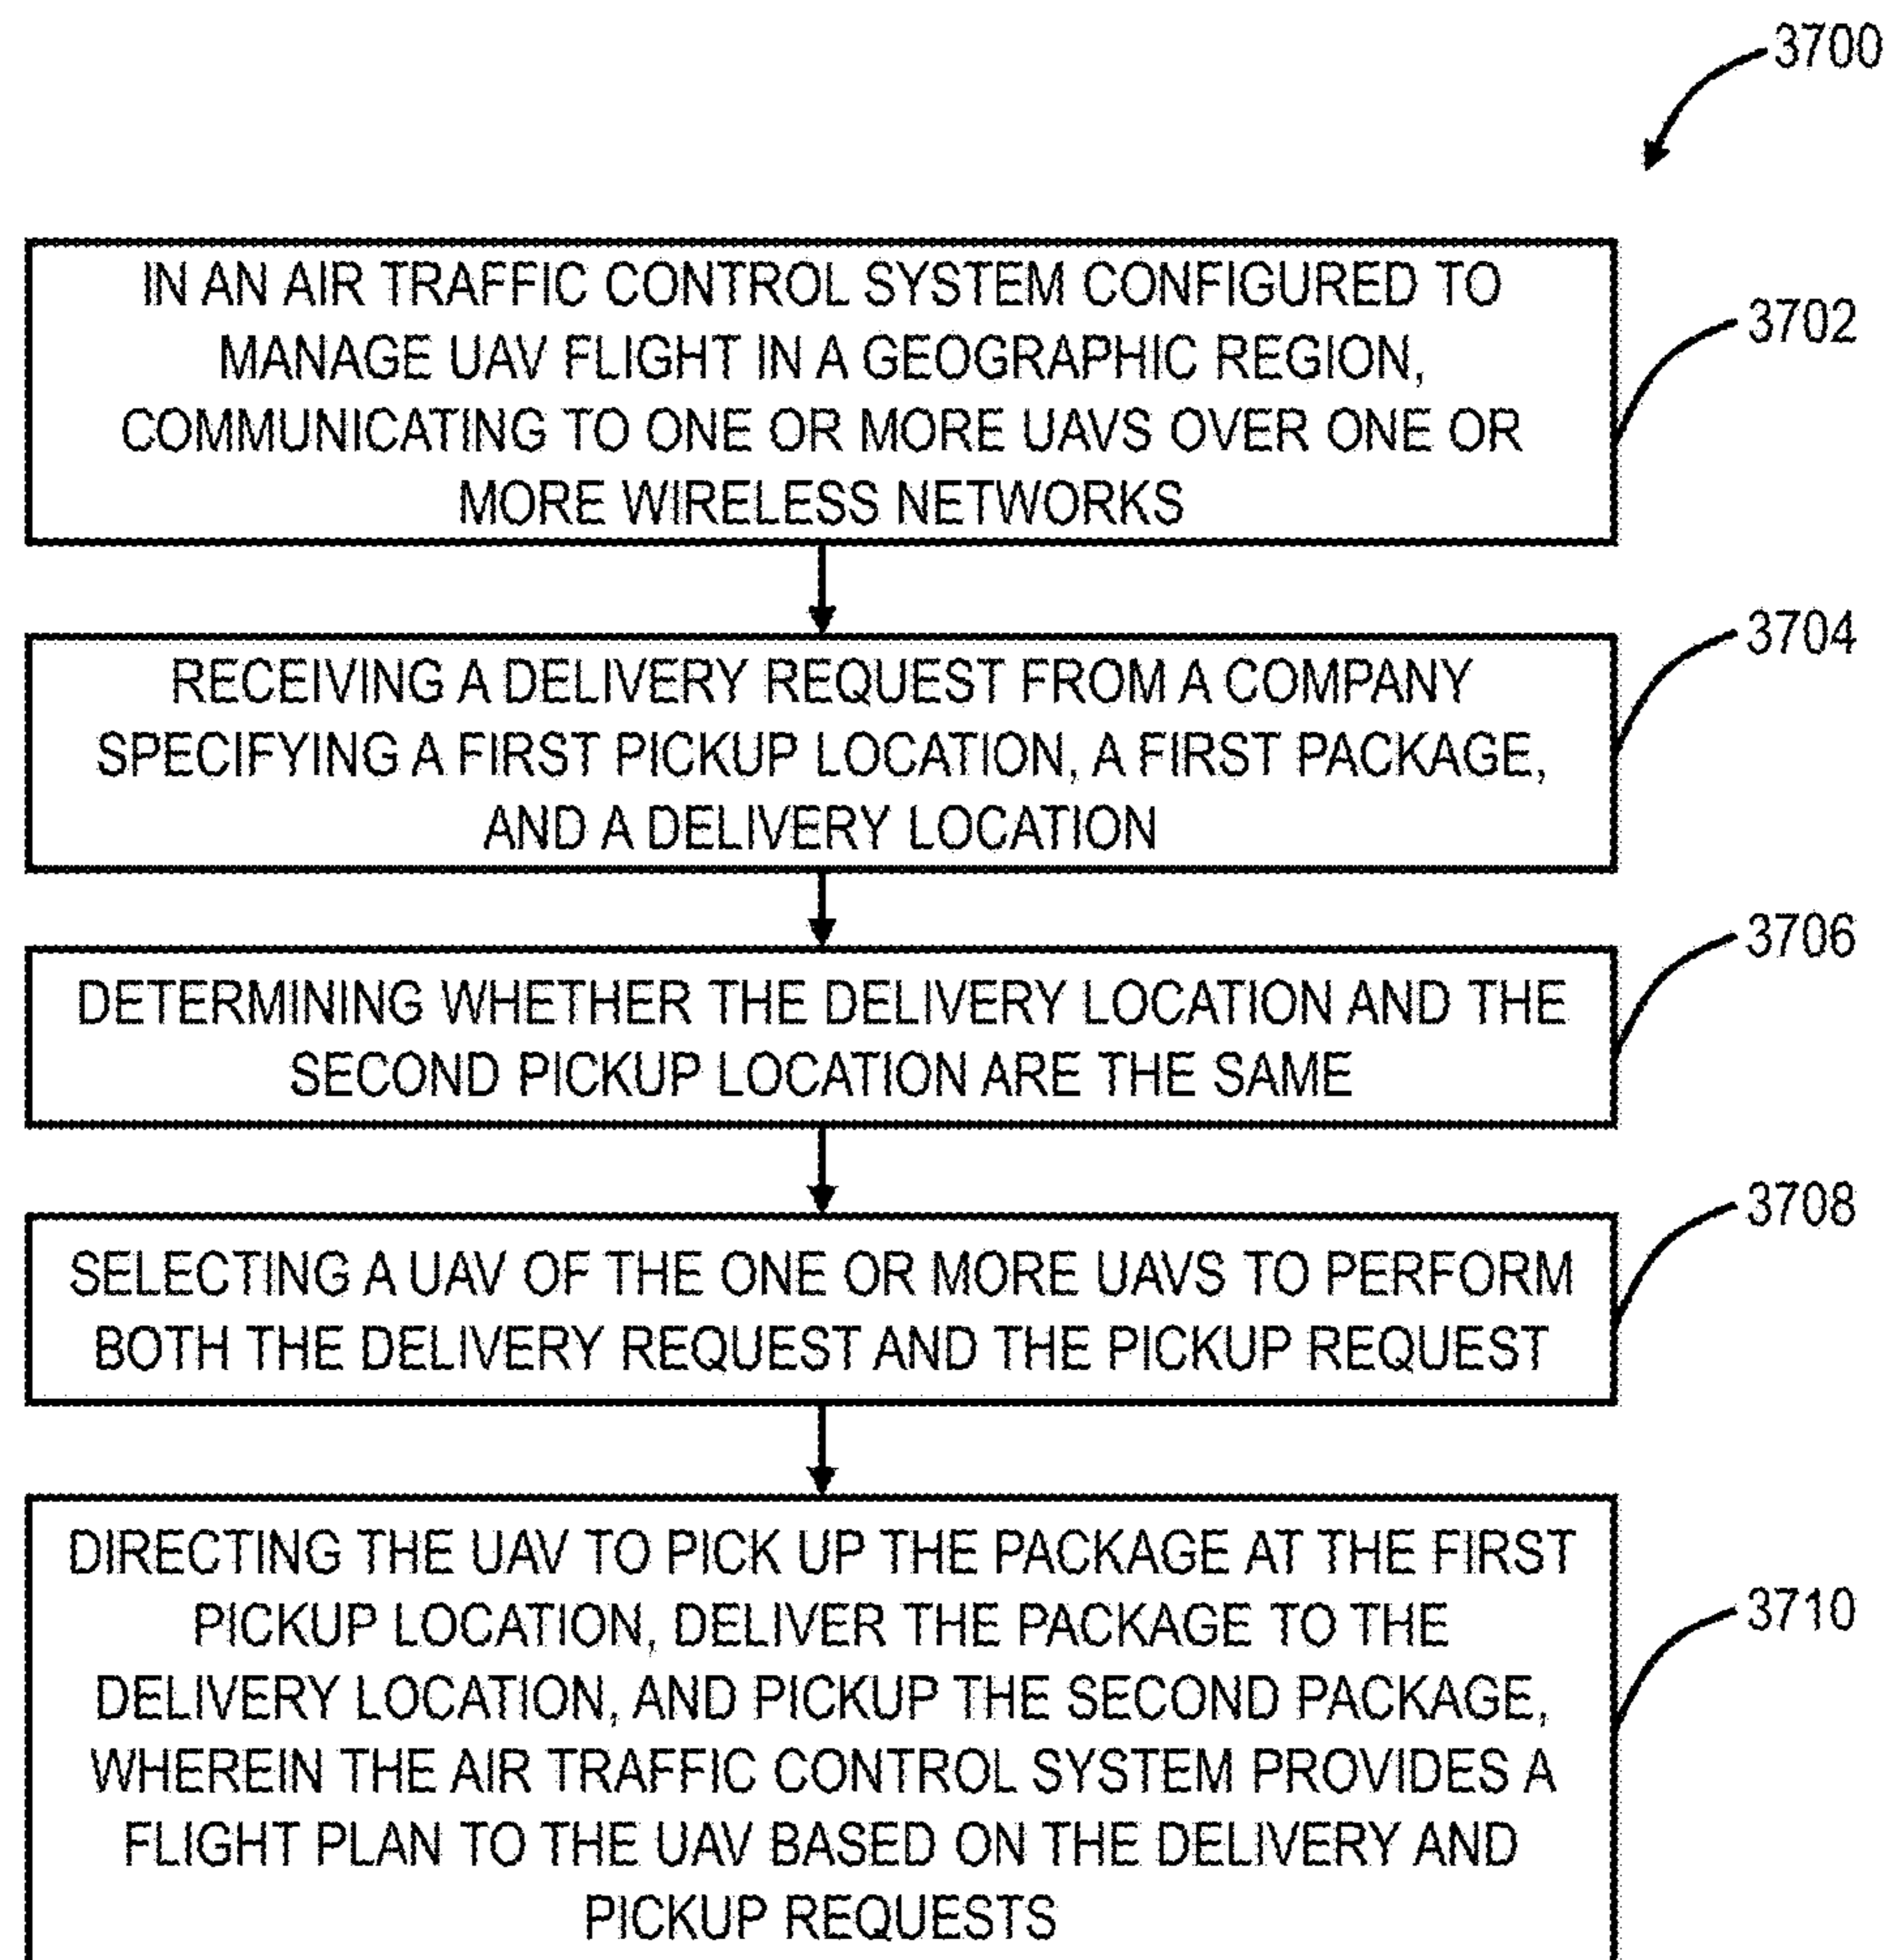 3700
IN AN AIR TRAFFIC CONTROL SYSTEM CONFIGURED TO
MANAGE UAV FLIGHT IN A GEOGRAPHIC REGION,
COMMUNICATING TO ONE OR MORE UAVS OVER ONE OR
MORE WIRELESS NETWORKS
3702
RECEIVING A DELIVERY REQUEST FROM A COMPANY
SPECIFYING A FIRST PICKUP LOCATION, A FIRST PACKAGE,
AND A DELIVERY LOCATION
3704
DETERMINING WHETHER THE DELIVERY LOCATION AND THE
SECOND PICKUP LOCATION ARE THE SAME
3706
SELECTING A UAV OF THE ONE OR MORE UAVS TO PERFORM
BOTH THE DELIVERY REQUEST AND THE PICKUP REQUEST
3708
DIRECTING THE UAV TO PICK UP THE PACKAGE AT THE FIRST
PICKUP LOCATION, DELIVER THE PACKAGE TO THE
DELIVERY LOCATION, AND PICKUP THE SECOND PACKAGE,
WHEREIN THE AIR TRAFFIC CONTROL SYSTEM PROVIDES A
FLIGHT PLAN TO THE UAV BASED ON THE DELIVERY AND
PICKUP REQUESTS
3710